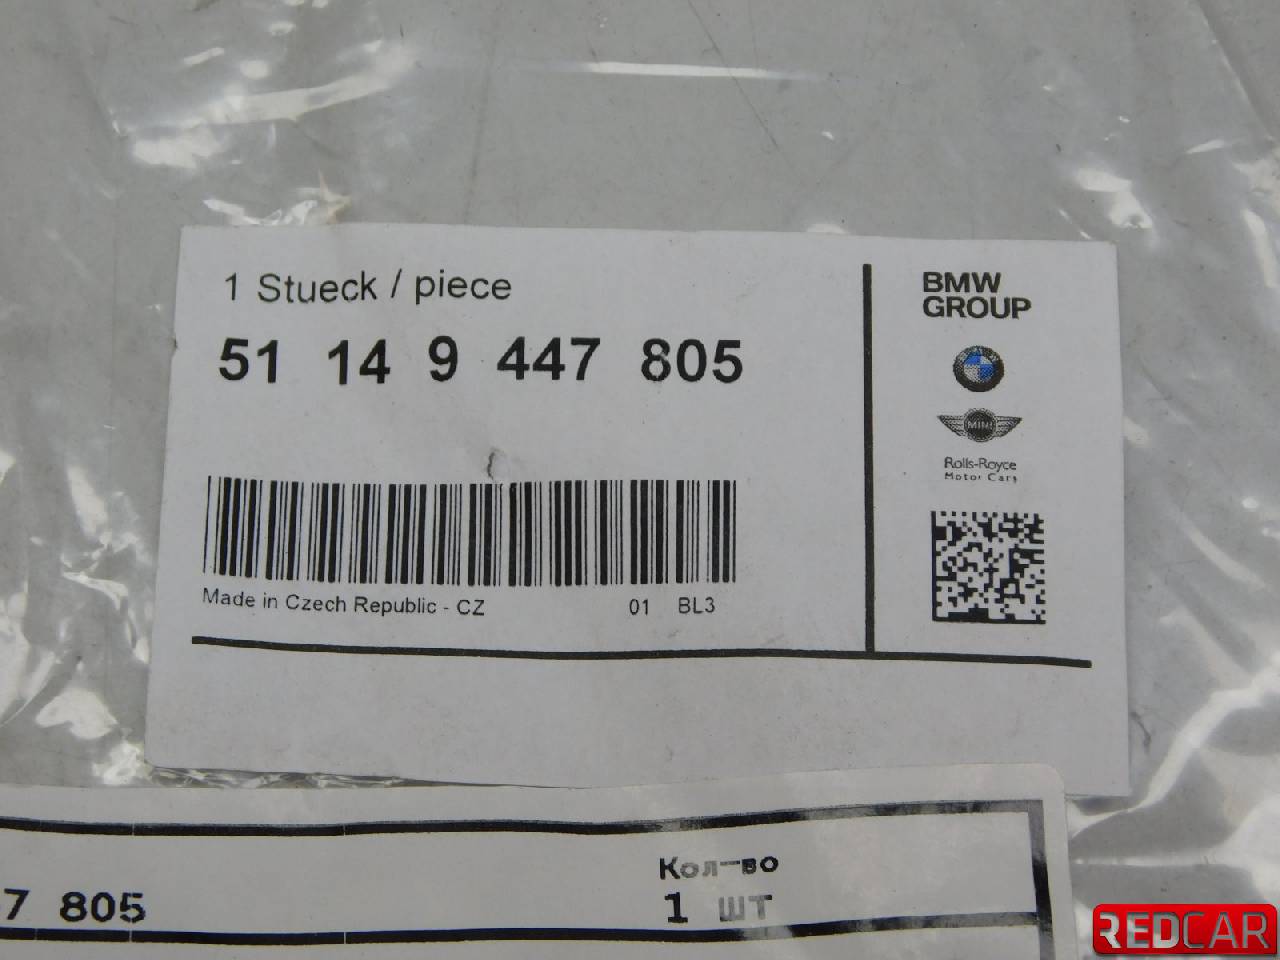 1 Stueck / piece
51 14 9 447 805
BMW
GROUP
MINI
Rolls-Royce
Motor Cars
Made in Czech Republic - CZ 01 BL3
Кол-во
7 805 1 шт
REDCAR